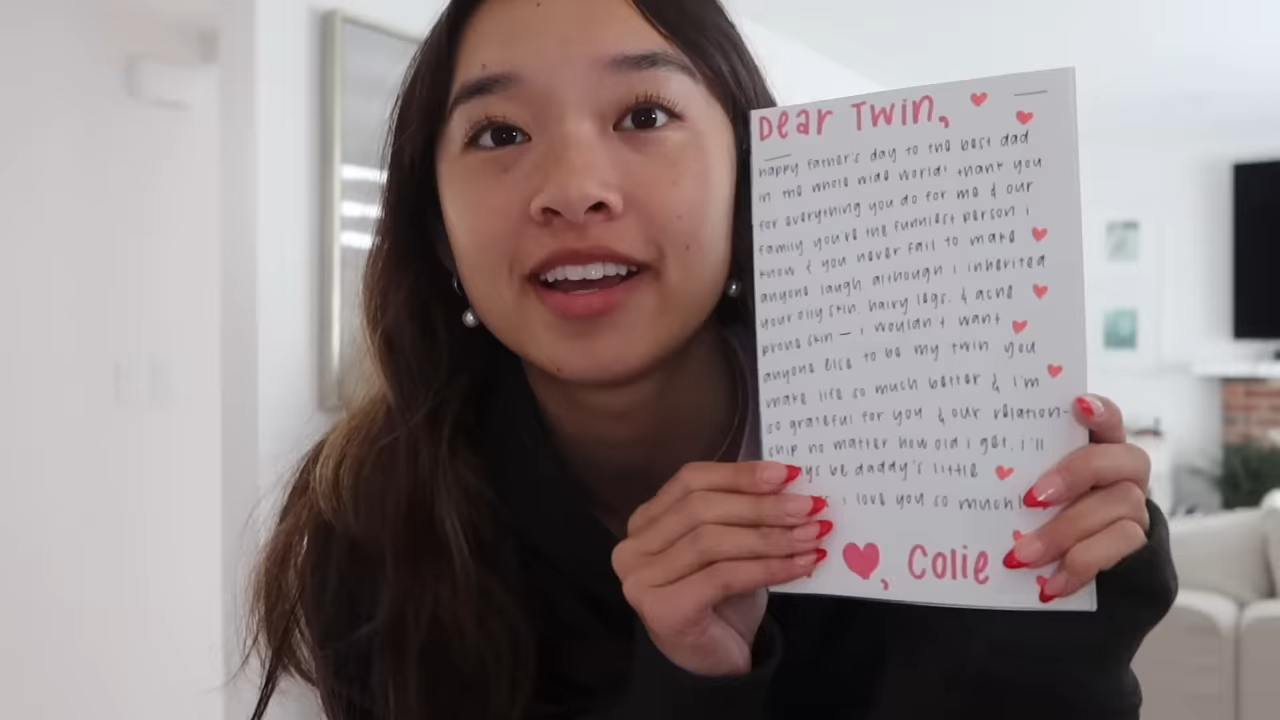 Dear Twin,
happy father's day to the best dad
in the whole wide world! thank you
for everything you do for me & our
family you're the funniest person i
know & you never fail to make
anyone laugh. although i inherited
your oily skin, hairy legs, & acne
prone skin — i wouldn't want
anyone else to be my twin you
make life so much better & i'm
so grateful for you & our relation-
ship no matter how old i get, i'll
be daddy's little
i love you so much!
, Colie